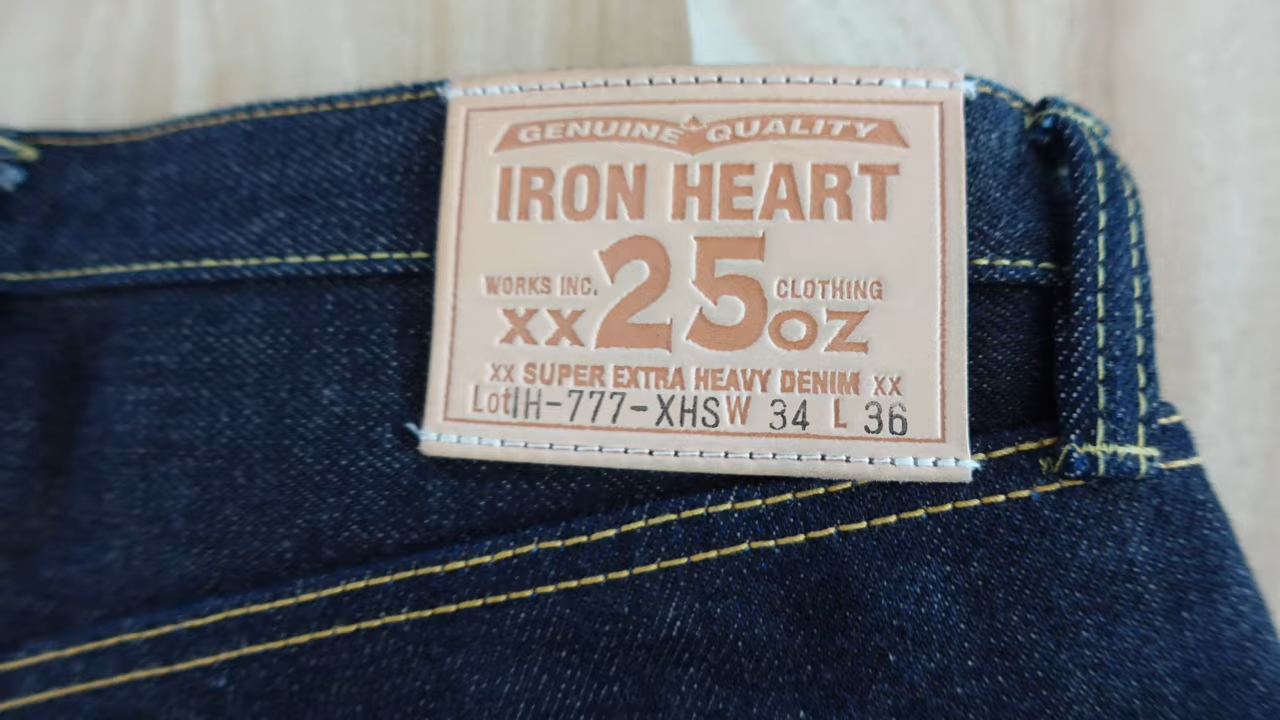 GENUINE QUALITY
IRON HEART
WORKS INC. 25 CLOTHING
XX OZ
XX SUPER EXTRA HEAVY DENIM XX
Lot IH-777-XHS W 34 L 36